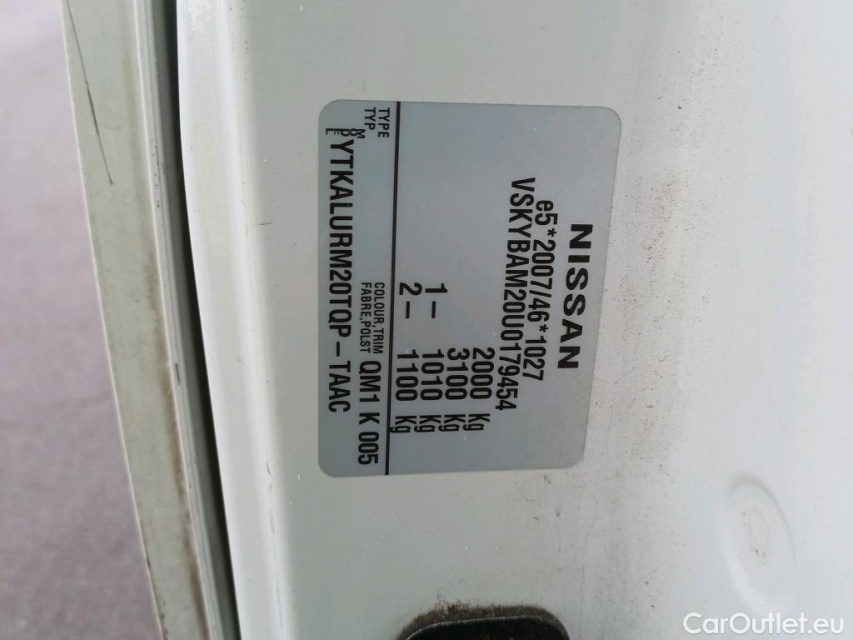 NISSAN
e5*2007/46*1027
VSKYBAM20U0179454
2000 Kg
3100 Kg
1– 1010 Kg
2– 1100 Kg
TYPE
TYP
COLOUR,TRIM
FABRE,POLST
QM1 K 005
MODELE YTKALURM20TQP–TAAC
CarOutlet.eu